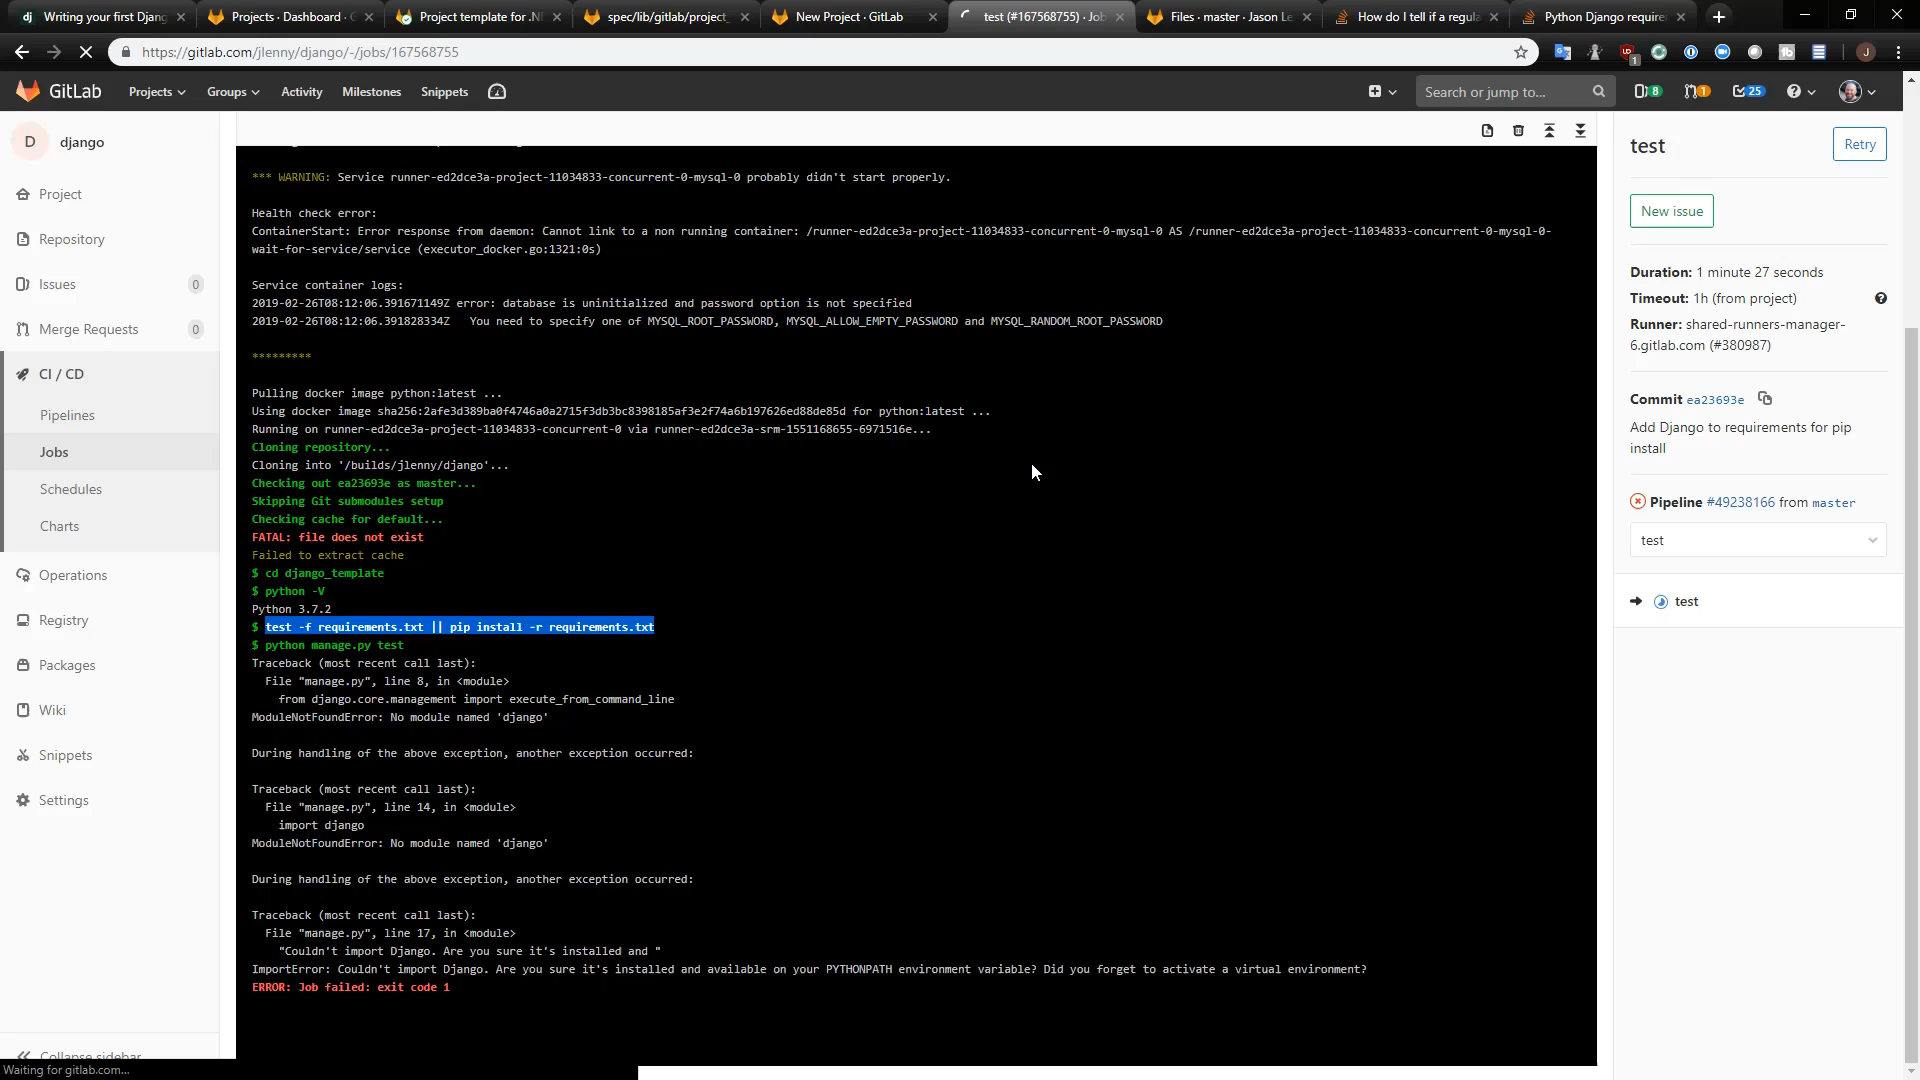 Writing your first Djang
Projects · Dashboard · G
Project template for .NE
spec/lib/gitlab/project_
New Project · GitLab
test (#167568755) · Job
Files · master · Jason Le
How do I tell if a regula
Python Django require
https://gitlab.com/jlenny/django/-/jobs/167568755
1
J
GitLab
Projects
Groups
Activity
Milestones
Snippets
Search or jump to...
8
1
25
D
django
Project
Repository
Issues
0
Merge Requests
0
CI / CD
Pipelines
Jobs
Schedules
Charts
Operations
Registry
Packages
Wiki
Snippets
Settings
Collapse sidebar
Waiting for gitlab.com...
*** WARNING: Service runner-ed2dce3a-project-11034833-concurrent-0-mysql-0 probably didn't start properly.
Health check error:
ContainerStart: Error response from daemon: Cannot link to a non running container: /runner-ed2dce3a-project-11034833-concurrent-0-mysql-0 AS /runner-ed2dce3a-project-11034833-concurrent-0-mysql-0-
wait-for-service/service (executor_docker.go:1321:0s)
Service container logs:
2019-02-26T08:12:06.391671149Z error: database is uninitialized and password option is not specified
2019-02-26T08:12:06.391828334Z   You need to specify one of MYSQL_ROOT_PASSWORD, MYSQL_ALLOW_EMPTY_PASSWORD and MYSQL_RANDOM_ROOT_PASSWORD
*********
Pulling docker image python:latest ...
Using docker image sha256:2afe3d389ba0f4746a0a2715f3db3bc8398185af3e2f74a6b197626ed88de85d for python:latest ...
Running on runner-ed2dce3a-project-11034833-concurrent-0 via runner-ed2dce3a-srm-1551168655-6971516e...
Cloning repository...
Cloning into '/builds/jlenny/django'...
Checking out ea23693e as master...
Skipping Git submodules setup
Checking cache for default...
FATAL: file does not exist
Failed to extract cache
$ cd django_template
$ python -V
Python 3.7.2
$ test -f requirements.txt || pip install -r requirements.txt
$ python manage.py test
Traceback (most recent call last):
File "manage.py", line 8, in <module>
from django.core.management import execute_from_command_line
ModuleNotFoundError: No module named 'django'
During handling of the above exception, another exception occurred:
Traceback (most recent call last):
File "manage.py", line 14, in <module>
import django
ModuleNotFoundError: No module named 'django'
During handling of the above exception, another exception occurred:
Traceback (most recent call last):
File "manage.py", line 17, in <module>
"Couldn't import Django. Are you sure it's installed and "
ImportError: Couldn't import Django. Are you sure it's installed and available on your PYTHONPATH environment variable? Did you forget to activate a virtual environment?
ERROR: Job failed: exit code 1
test
Retry
New issue
Duration: 1 minute 27 seconds
Timeout: 1h (from project)
Runner: shared-runners-manager-
6.gitlab.com (#380987)
Commit ea23693e
Add Django to requirements for pip
install
Pipeline #49238166 from master
test
test